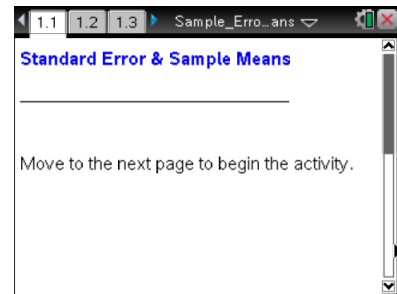 1.1 1.2 1.3 Sample_Erro...ans
Standard Error & Sample Means
Move to the next page to begin the activity.